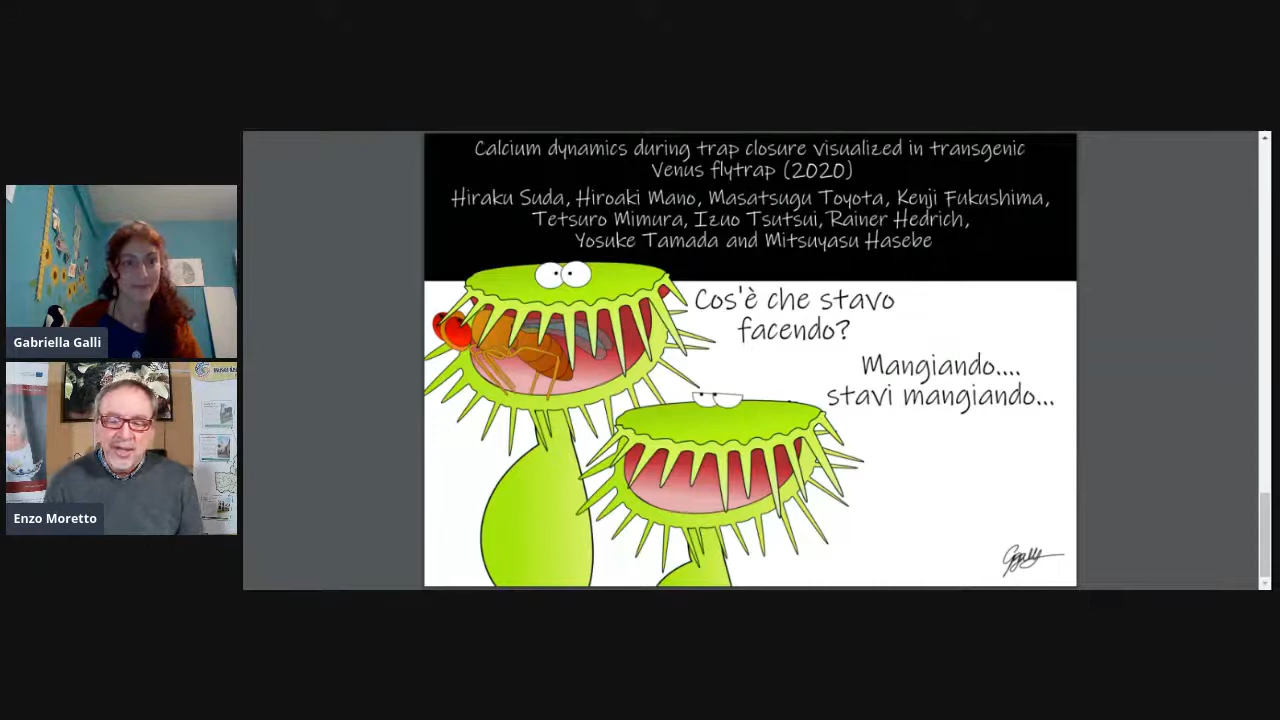 Calcium dynamics during trap closure visualized in transgenic
Venus flytrap (2020)
Hiraku Suda, Hiroaki Mano, Masatsugu Toyota, Kenji Fukushima,
Tetsuro Mimura, Izuo Tsutsui, Rainer Hedrich,
Yosuke Tamada and Mitsuyasu Hasebe
Cos'è che stavo
facendo?
Mangiando....
stavi mangiando...
Gabriella Galli
Enzo Moretto